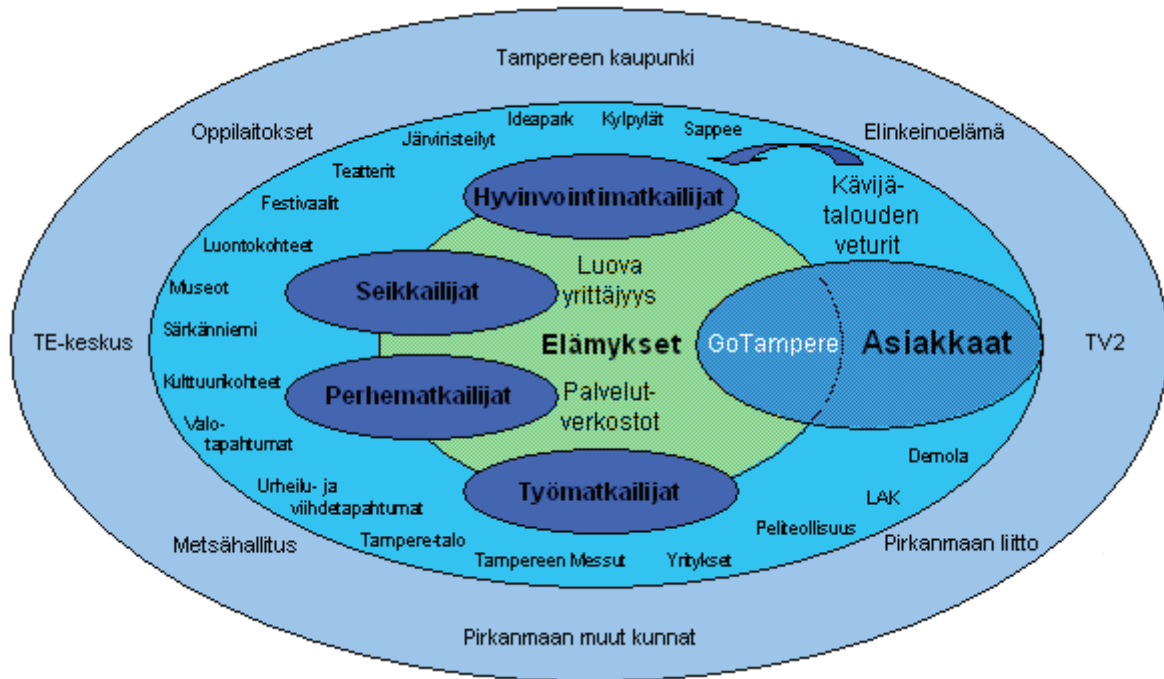 Tampereen kaupunki
Oppilaitokset
Elinkeinoelämä
TE-keskus
TV2
Metsähallitus
Pirkanmaan liitto
Pirkanmaan muut kunnat
Ideapark
Kylpylät
Sappee
Järviristeilyt
Teatterit
Festivaalit
Luontokohteet
Museot
Särkänniemi
Kulttuurikohteet
Valo-
tapahtumat
Urheilu- ja
viihdetapahtumat
Tampere-talo
Tampereen Messut
Yritykset
Peliteollisuus
LAK
Demola
Kävijä-
talouden
veturit
Hyvinvointimatkailijat
Seikkailijat
Perhematkailijat
Työmatkailijat
Luova
yrittäjyys
Elämykset
Palvelut-
verkostot
GoTampere
Asiakkaat